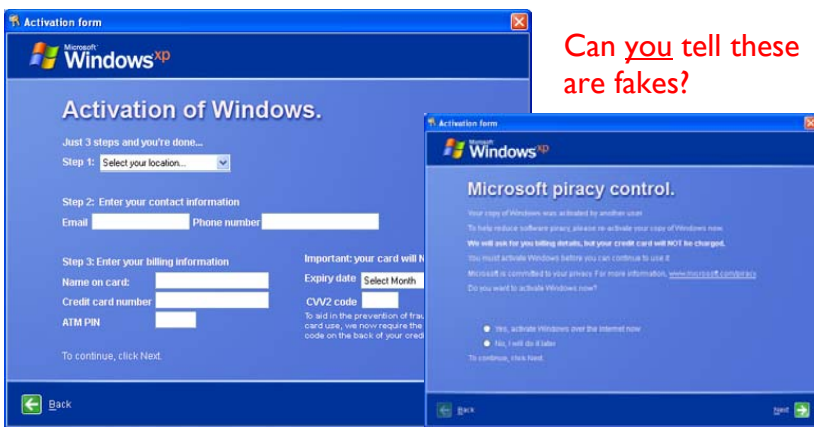 Activation form
Microsoft
Windows xp
Activation of Windows.
Just 3 steps and you're done...
Step 1: Select your location...
Step 2: Enter your contact information
Email Phone number
Step 3: Enter your billing information
Important: your card will N
Name on card:
Expiry date Select Month
Credit card number
CVV2 code
ATM PIN
To aid in the prevention of frau
card use, we now require the
code on the back of your cred
To continue, click Next.
Back
Can you tell these
are fakes?
Activation form
Microsoft
Windows xp
Microsoft piracy control.
Your copy of Windows was activated by another user
To help reduce software piracy, please re-activate your copy of Windows now.
We will ask for you billing details, but your credit card will NOT be charged.
You must activate Windows before you can continue to use it
Microsoft is committed to your privacy. For more information, www.microsoft.com/piracy
Do you want to activate Windows now?
Yes, activate Windows over the Internet now
No, I will do it later
To continue, click Next.
Back
Next